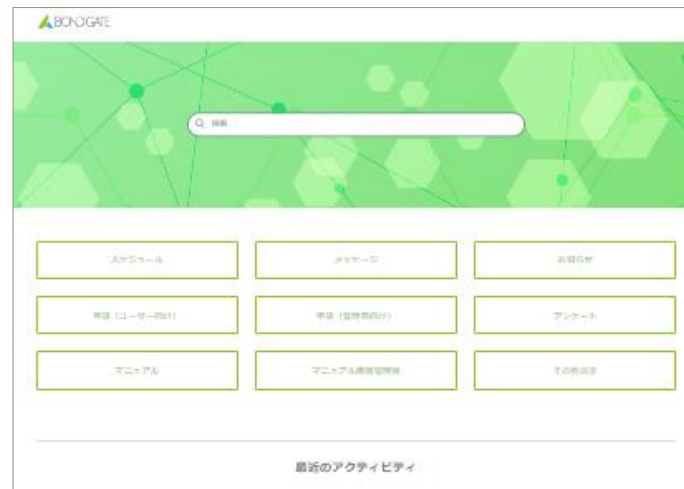 BONDGATE
検索
スケジュール
メッセージ
お知らせ
申請（ユーザー向け）
申請（管理者向け）
アンケート
マニュアル
その他設定
最近のアクティビティ